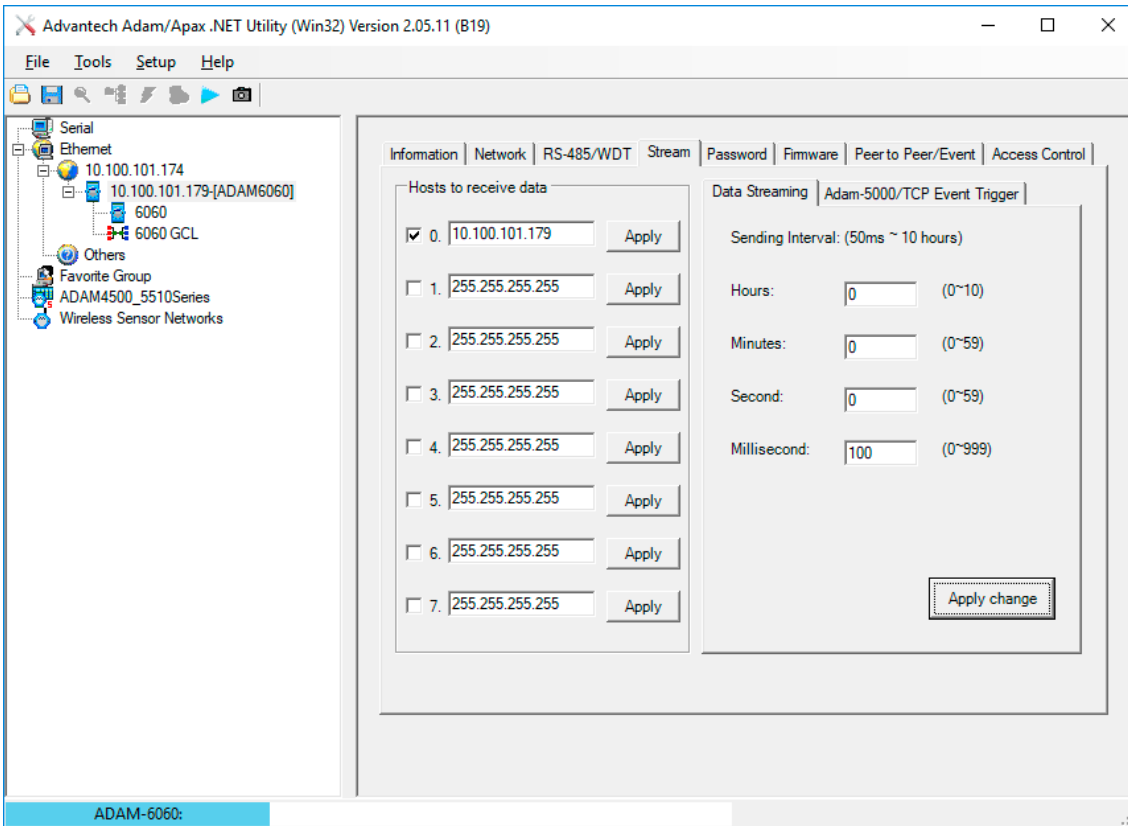 Advantech Adam/Apax .NET Utility (Win32) Version 2.05.11 (B19)
File Tools Setup Help
Serial
Ethernet
10.100.101.174
10.100.101.179-[ADAM6060]
6060
6060 GCL
Others
Favorite Group
ADAM4500_5510Series
Wireless Sensor Networks
Information Network RS-485/WDT Stream Password Firmware Peer to Peer/Event Access Control
Hosts to receive data
0. 10.100.101.179 Apply
1. 255.255.255.255 Apply
2. 255.255.255.255 Apply
3. 255.255.255.255 Apply
4. 255.255.255.255 Apply
5. 255.255.255.255 Apply
6. 255.255.255.255 Apply
7. 255.255.255.255 Apply
Data Streaming Adam-5000/TCP Event Trigger
Sending Interval: (50ms ~ 10 hours)
Hours: 0 (0~10)
Minutes: 0 (0~59)
Second: 0 (0~59)
Millisecond: 100 (0~999)
Apply change
ADAM-6060: